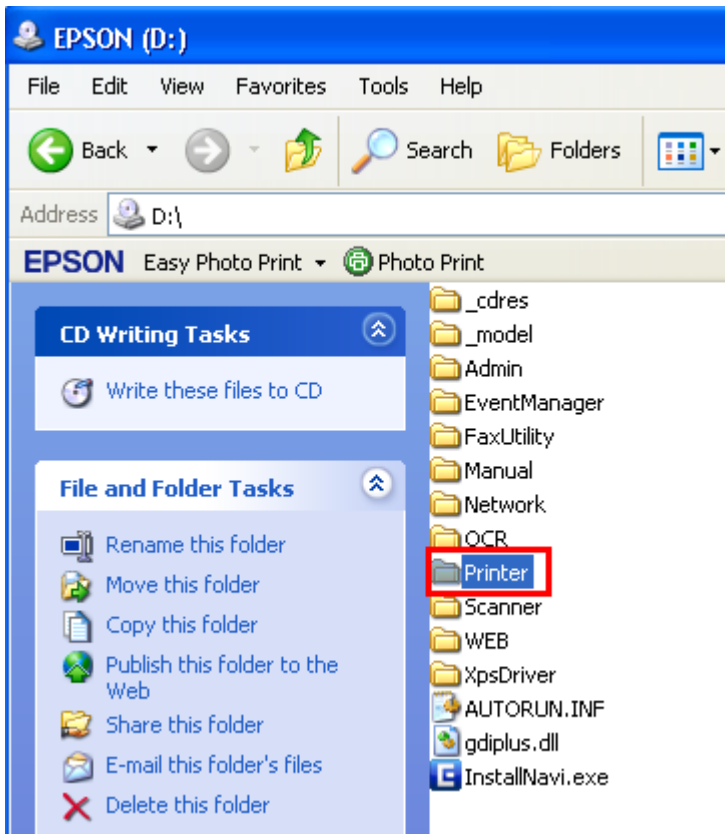 EPSON (D:)
File Edit View Favorites Tools Help
Back Search Folders
Address D:\
EPSON Easy Photo Print Photo Print
CD Writing Tasks
Write these files to CD
File and Folder Tasks
Rename this folder
Move this folder
Copy this folder
Publish this folder to the
Web
Share this folder
E-mail this folder's files
Delete this folder
_cdres
_model
Admin
EventManager
FaxUtility
Manual
Network
OCR
Printer
Scanner
WEB
XpsDriver
AUTORUN.INF
gdiplus.dll
InstallNavi.exe